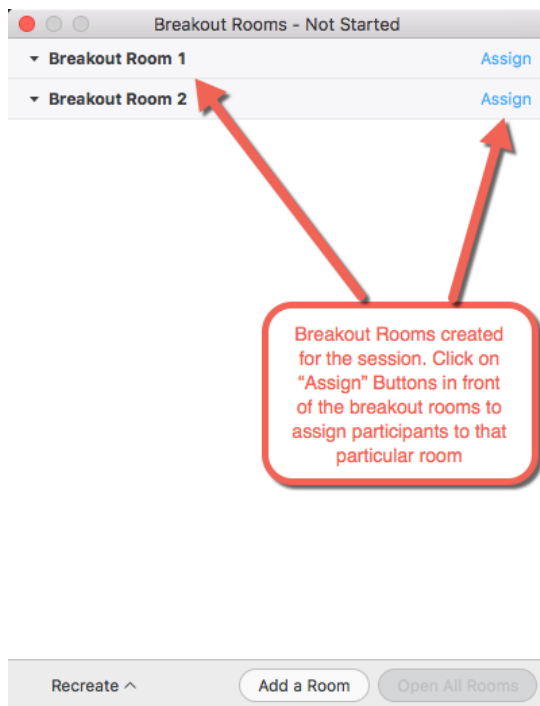 Breakout Rooms - Not Started
Breakout Room 1 Assign
Breakout Room 2 Assign
Breakout Rooms created
for the session. Click on
“Assign” Buttons in front
of the breakout rooms to
assign participants to that
particular room
Recreate Add a Room Open All Rooms